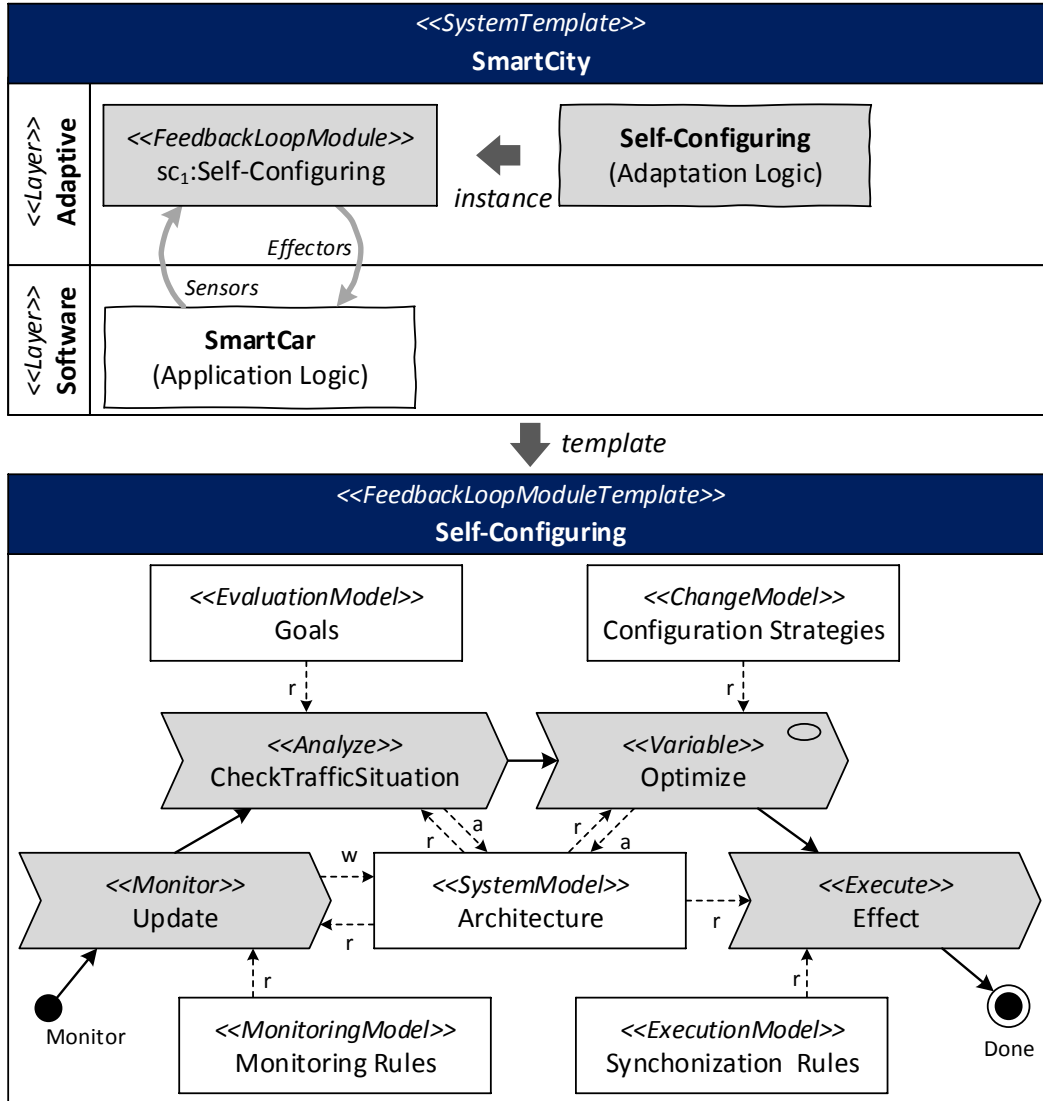 <<SystemTemplate>>
SmartCity
<<Layer>>
Adaptive
<<FeedbackLoopModule>>
sc₁:Self-Configuring
instance
Self-Configuring
(Adaptation Logic)
Effectors
Sensors
<<Layer>>
Software
SmartCar
(Application Logic)
template
<<FeedbackLoopModuleTemplate>>
Self-Configuring
<<EvaluationModel>>
Goals
<<ChangeModel>>
Configuration Strategies
r
r
<<Analyze>>
CheckTrafficSituation
<<Variable>>
Optimize
a
r
r
a
w
<<Monitor>>
Update
<<SystemModel>>
Architecture
<<Execute>>
Effect
r
r
r
r
Monitor
<<MonitoringModel>>
Monitoring Rules
<<ExecutionModel>>
Synchonization Rules
Done